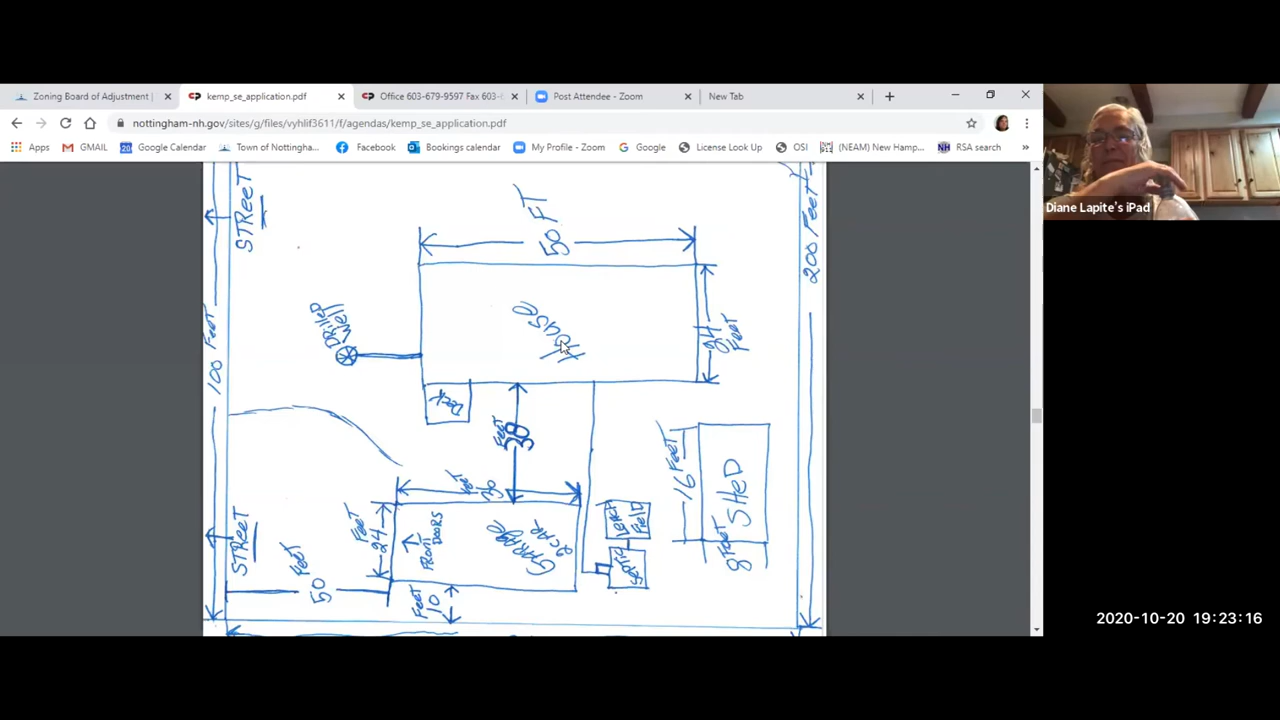 Zoning Board of Adjustment |
kemp_se_application.pdf
Office 603-679-9597 Fax 603-
Post Attendee - Zoom
New Tab
nottingham-nh.gov/sites/g/files/vyhlif3611/f/agendas/kemp_se_application.pdf
Apps
GMAIL
20
Google Calendar
Town of Nottingha...
Facebook
Bookings calendar
My Profile - Zoom
Google
License Look Up
OSI
(NEAM) New Hamp...
NH
RSA search
Diane Lapite's iPad
STReeT
50 FT
200 Feet
DRilleD
Well
House
24
Feet
100 Feet
Deck
38
Feet
30
Feet
16 Feet
SHeD
8 Feet
24
Feet
FRONT
DOORS
GARAGE
2 CAR
Leach
Field
Septic
STReeT
50
Feet
10
Feet
2020-10-20 19:23:16